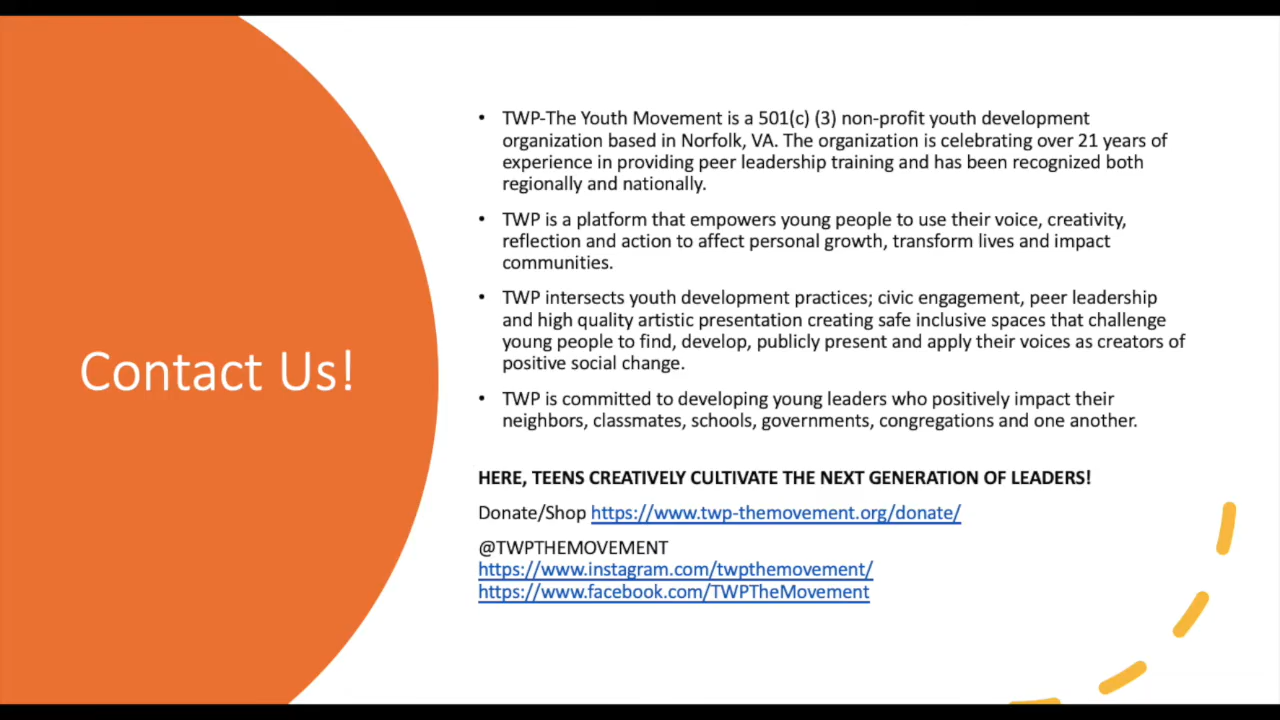 Contact Us!
• TWP-The Youth Movement is a 501(c) (3) non-profit youth development
organization based in Norfolk, VA. The organization is celebrating over 21 years of
experience in providing peer leadership training and has been recognized both
regionally and nationally.
• TWP is a platform that empowers young people to use their voice, creativity,
reflection and action to affect personal growth, transform lives and impact
communities.
• TWP intersects youth development practices; civic engagement, peer leadership
and high quality artistic presentation creating safe inclusive spaces that challenge
young people to find, develop, publicly present and apply their voices as creators of
positive social change.
• TWP is committed to developing young leaders who positively impact their
neighbors, classmates, schools, governments, congregations and one another.
HERE, TEENS CREATIVELY CULTIVATE THE NEXT GENERATION OF LEADERS!
Donate/Shop https://www.twp-themovement.org/donate/
@TWPTHEMOVEMENT
https://www.instagram.com/twpthemovement/
https://www.facebook.com/TWPTheMovement